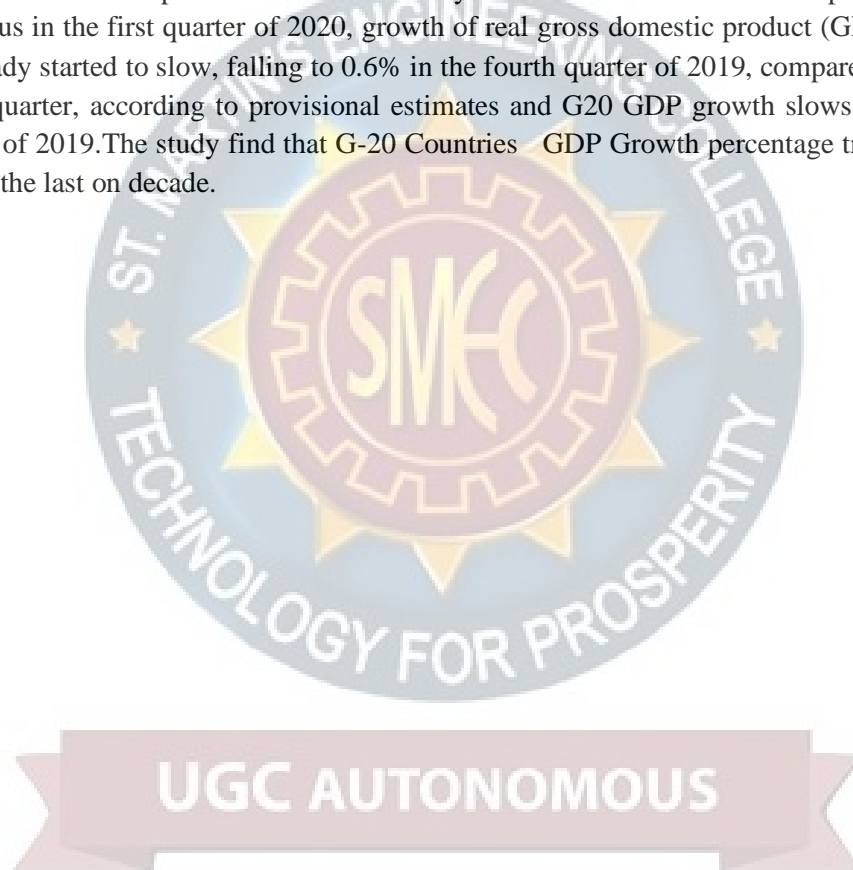 us in the first quarter of 2020, growth of real gross domestic product
ady started to slow, falling to 0.6% in the fourth quarter of 2019,
quarter, according to provisional estimates and G20 GDP growth slows
of 2019.The study find that G-20 Countries GDP Growth percentage
the last on decade.
ST. MARTIN'S ENGINEERING COLLEGE
SMEC
TECHNOLOGY FOR PROSPERITY
UGC AUTONOMOUS